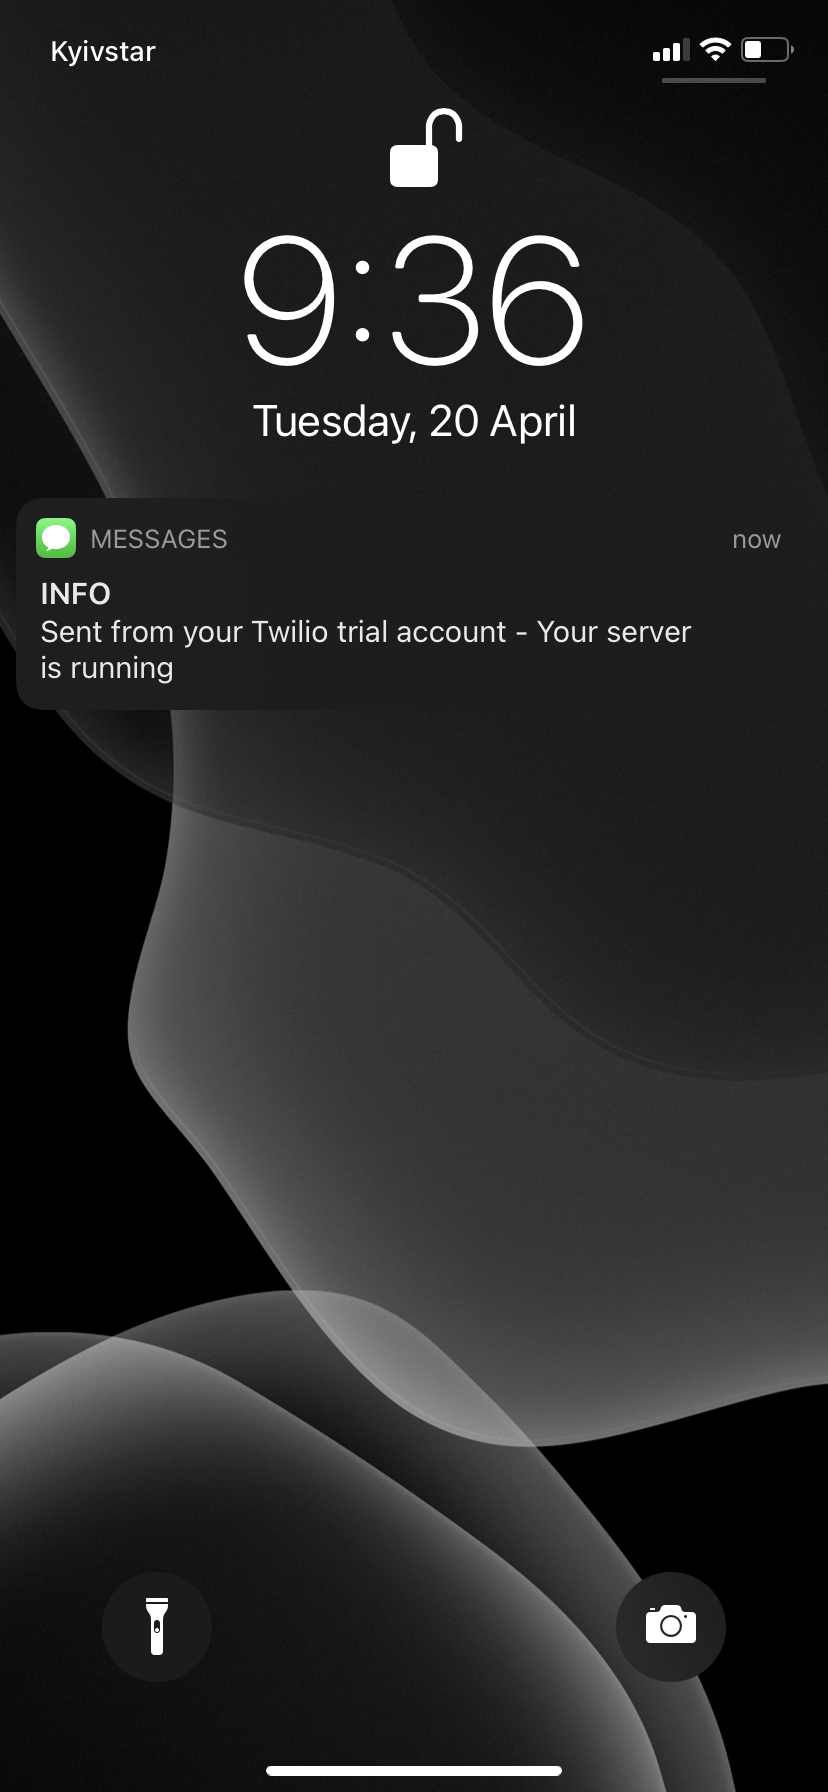 Kyivstar
9:36
Tuesday, 20 April
MESSAGES
now
INFO
Sent from your Twilio trial account - Your server
is running